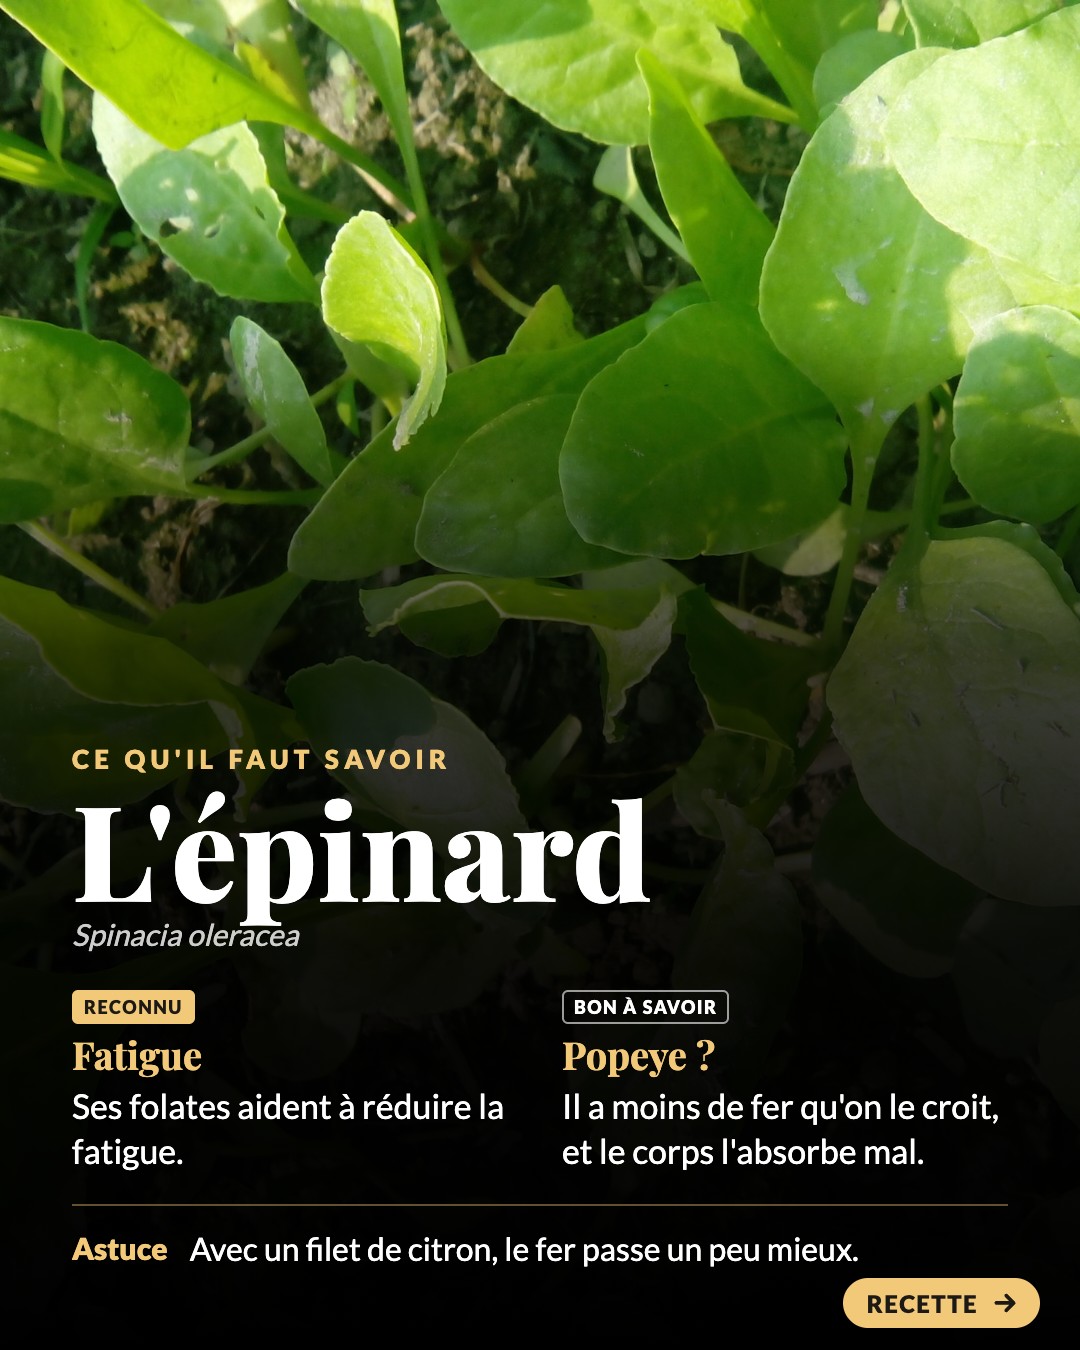 CE QU'IL FAUT SAVOIR
L'épinard
Spinacia oleracea
RECONNU
Fatigue
Ses folates aident à réduire la
fatigue.
BON À SAVOIR
Popeye ?
Il a moins de fer qu'on le croit,
et le corps l'absorbe mal.
Astuce Avec un filet de citron, le fer passe un peu mieux.
RECETTE →